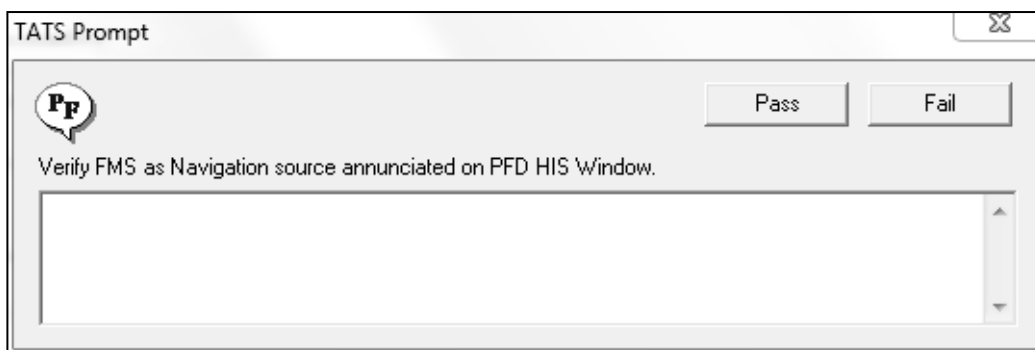 TATS Prompt
PF
Pass Fail
Verify FMS as Navigation source annunciated on PFD HIS Window.